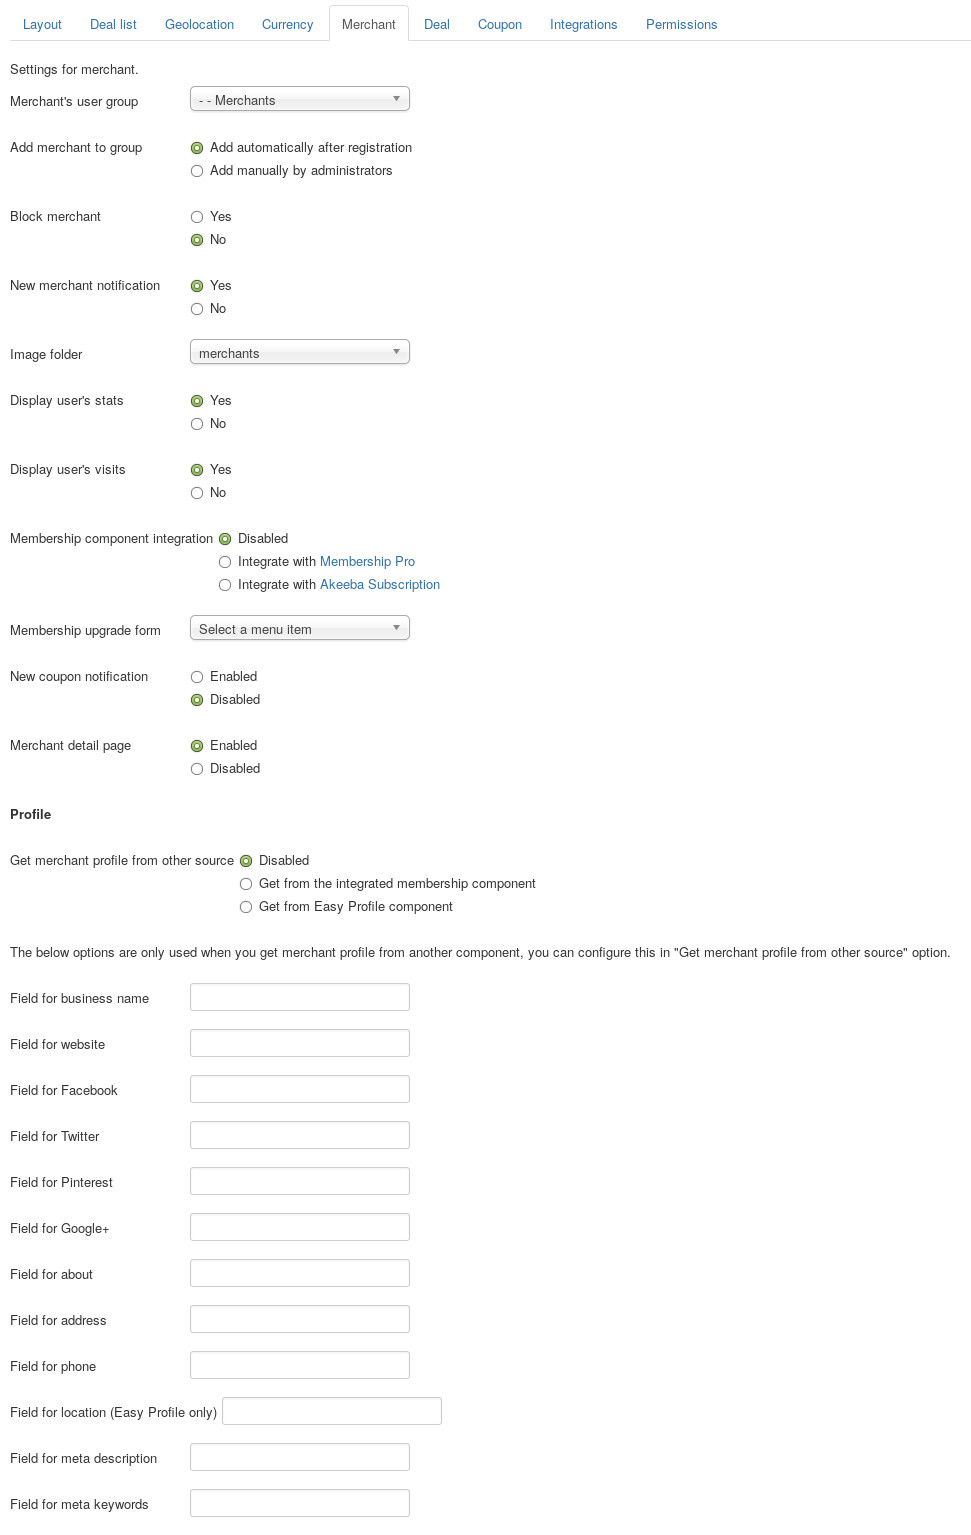 Layout Deal list Geolocation Currency Merchant Deal Coupon Integrations Permissions
Settings for merchant.
Merchant's user group - - Merchants
Add merchant to group Add automatically after registration
Add manually by administrators
Block merchant Yes
No
New merchant notification Yes
No
Image folder merchants
Display user's stats Yes
No
Display user's visits Yes
No
Membership component integration Disabled
Integrate with Membership Pro
Integrate with Akeeba Subscription
Membership upgrade form Select a menu item
New coupon notification Enabled
Disabled
Merchant detail page Enabled
Disabled
Profile
Get merchant profile from other source Disabled
Get from the integrated membership component
Get from Easy Profile component
The below options are only used when you get merchant profile from another component, you can configure this in "Get merchant profile from other source" option.
Field for business name
Field for website
Field for Facebook
Field for Twitter
Field for Pinterest
Field for Google+
Field for about
Field for address
Field for phone
Field for location (Easy Profile only)
Field for meta description
Field for meta keywords